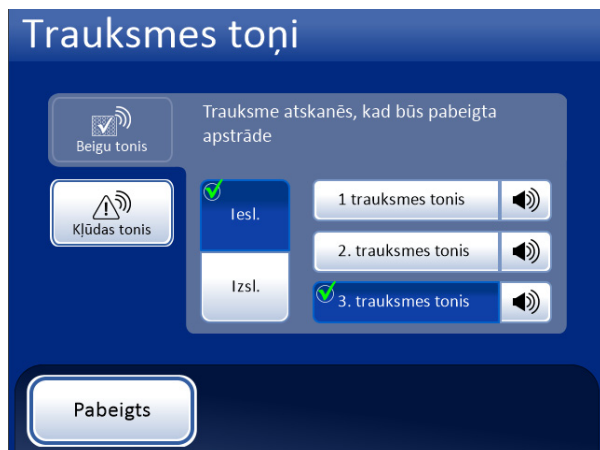 Trauksmes toņi
Beigu tonis
Trauksme atskanēs, kad būs pabeigta
apstrāde
Kļūdas tonis
Iesl.
Izsl.
1 trauksmes tonis
2. trauksmes tonis
3. trauksmes tonis
Pabeigts